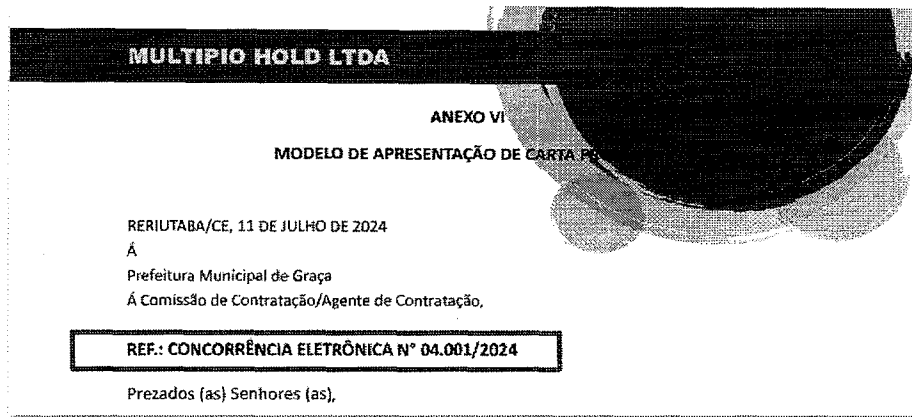 MULTIPIO HOLD LTDA
ANEXO VI
MODELO DE APRESENTAÇÃO DE CARTA
RERIUTABA/CE, 11 DE JULHO DE 2024
Á
Prefeitura Municipal de Graça
Á Comissão de Contratação/Agente de Contratação,
REF.: CONCORRÊNCIA ELETRÔNICA N° 04.001/2024
Prezados (as) Senhores (as),